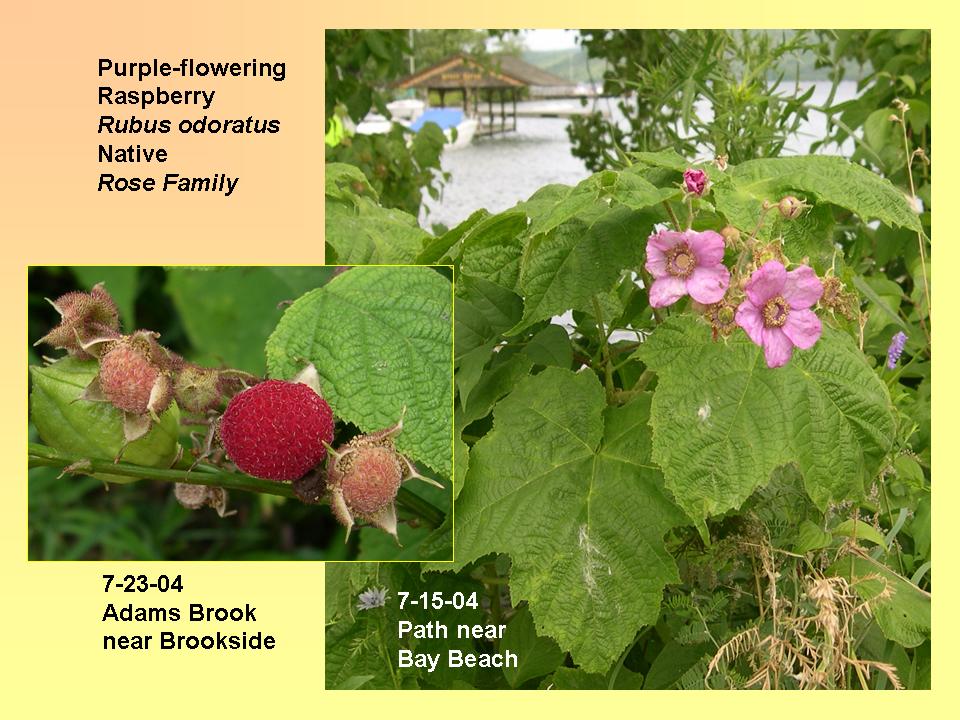 Purple-flowering
Raspberry
Rubus odoratus
Native
Rose Family
7-23-04
Adams Brook
near Brookside
7-15-04
Path near
Bay Beach